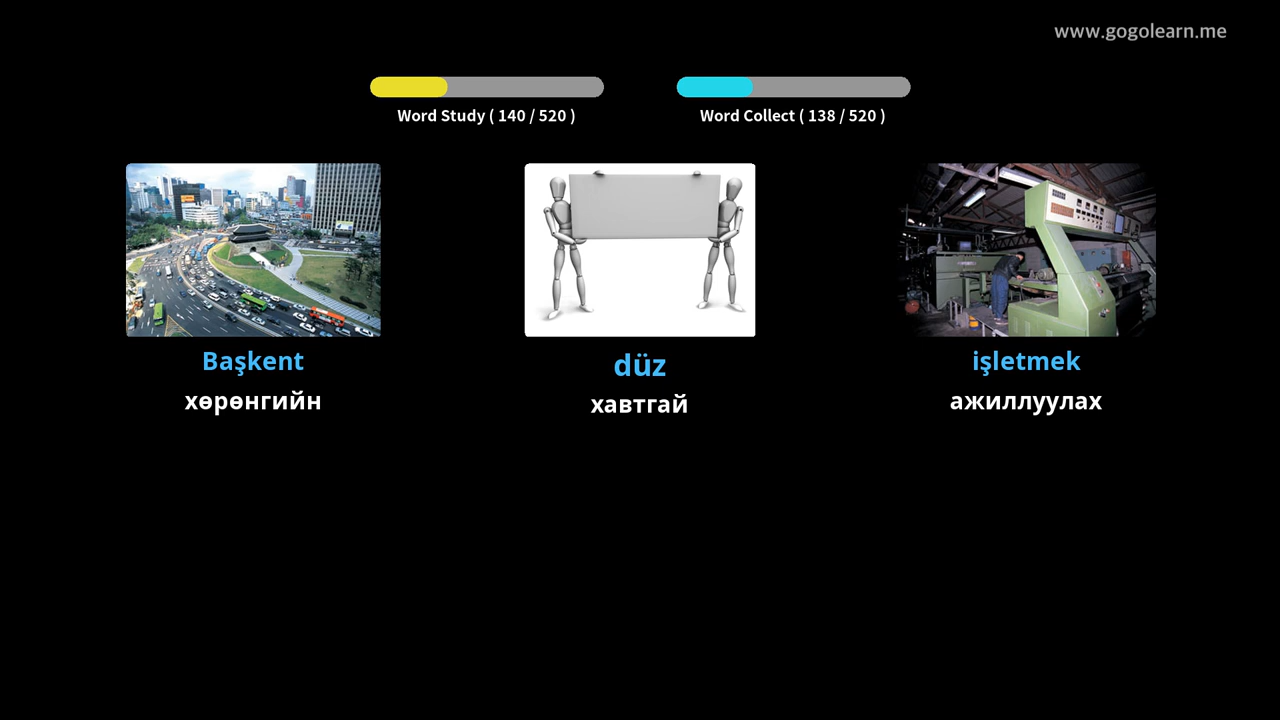 www.gogolearn.me
Word Study ( 140 / 520 )
Word Collect ( 138 / 520 )
Başkent
хөрөнгийн
düz
хавтгай
işletmek
ажиллуулах